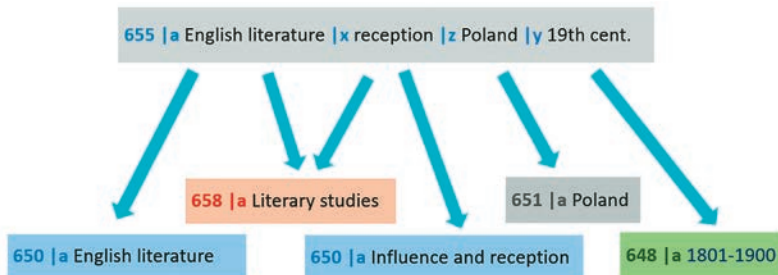 655 |a English literature |x reception |z Poland |y 19th cent.
658 |a Literary studies
651 |a Poland
650 |a English literature
650 |a Influence and reception
648 |a 1801-1900